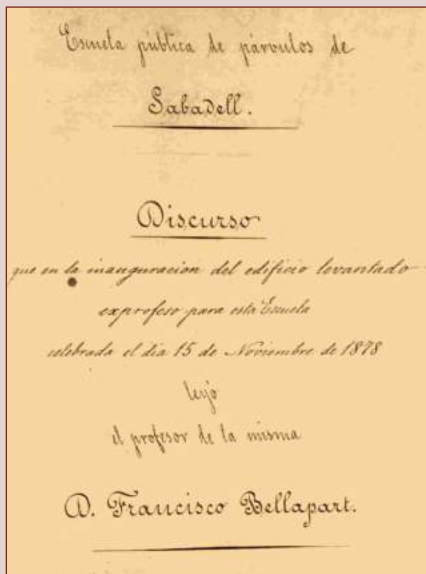 Escuela pública de párvulos de
Sabadell.
Discurso
que en la inauguracion del edificio levantado
exprofeso para esta Escuela
celebrada el dia 15 de Noviembre de 1878
leyó
el profesor de la misma
D. Francisco Bellapart.